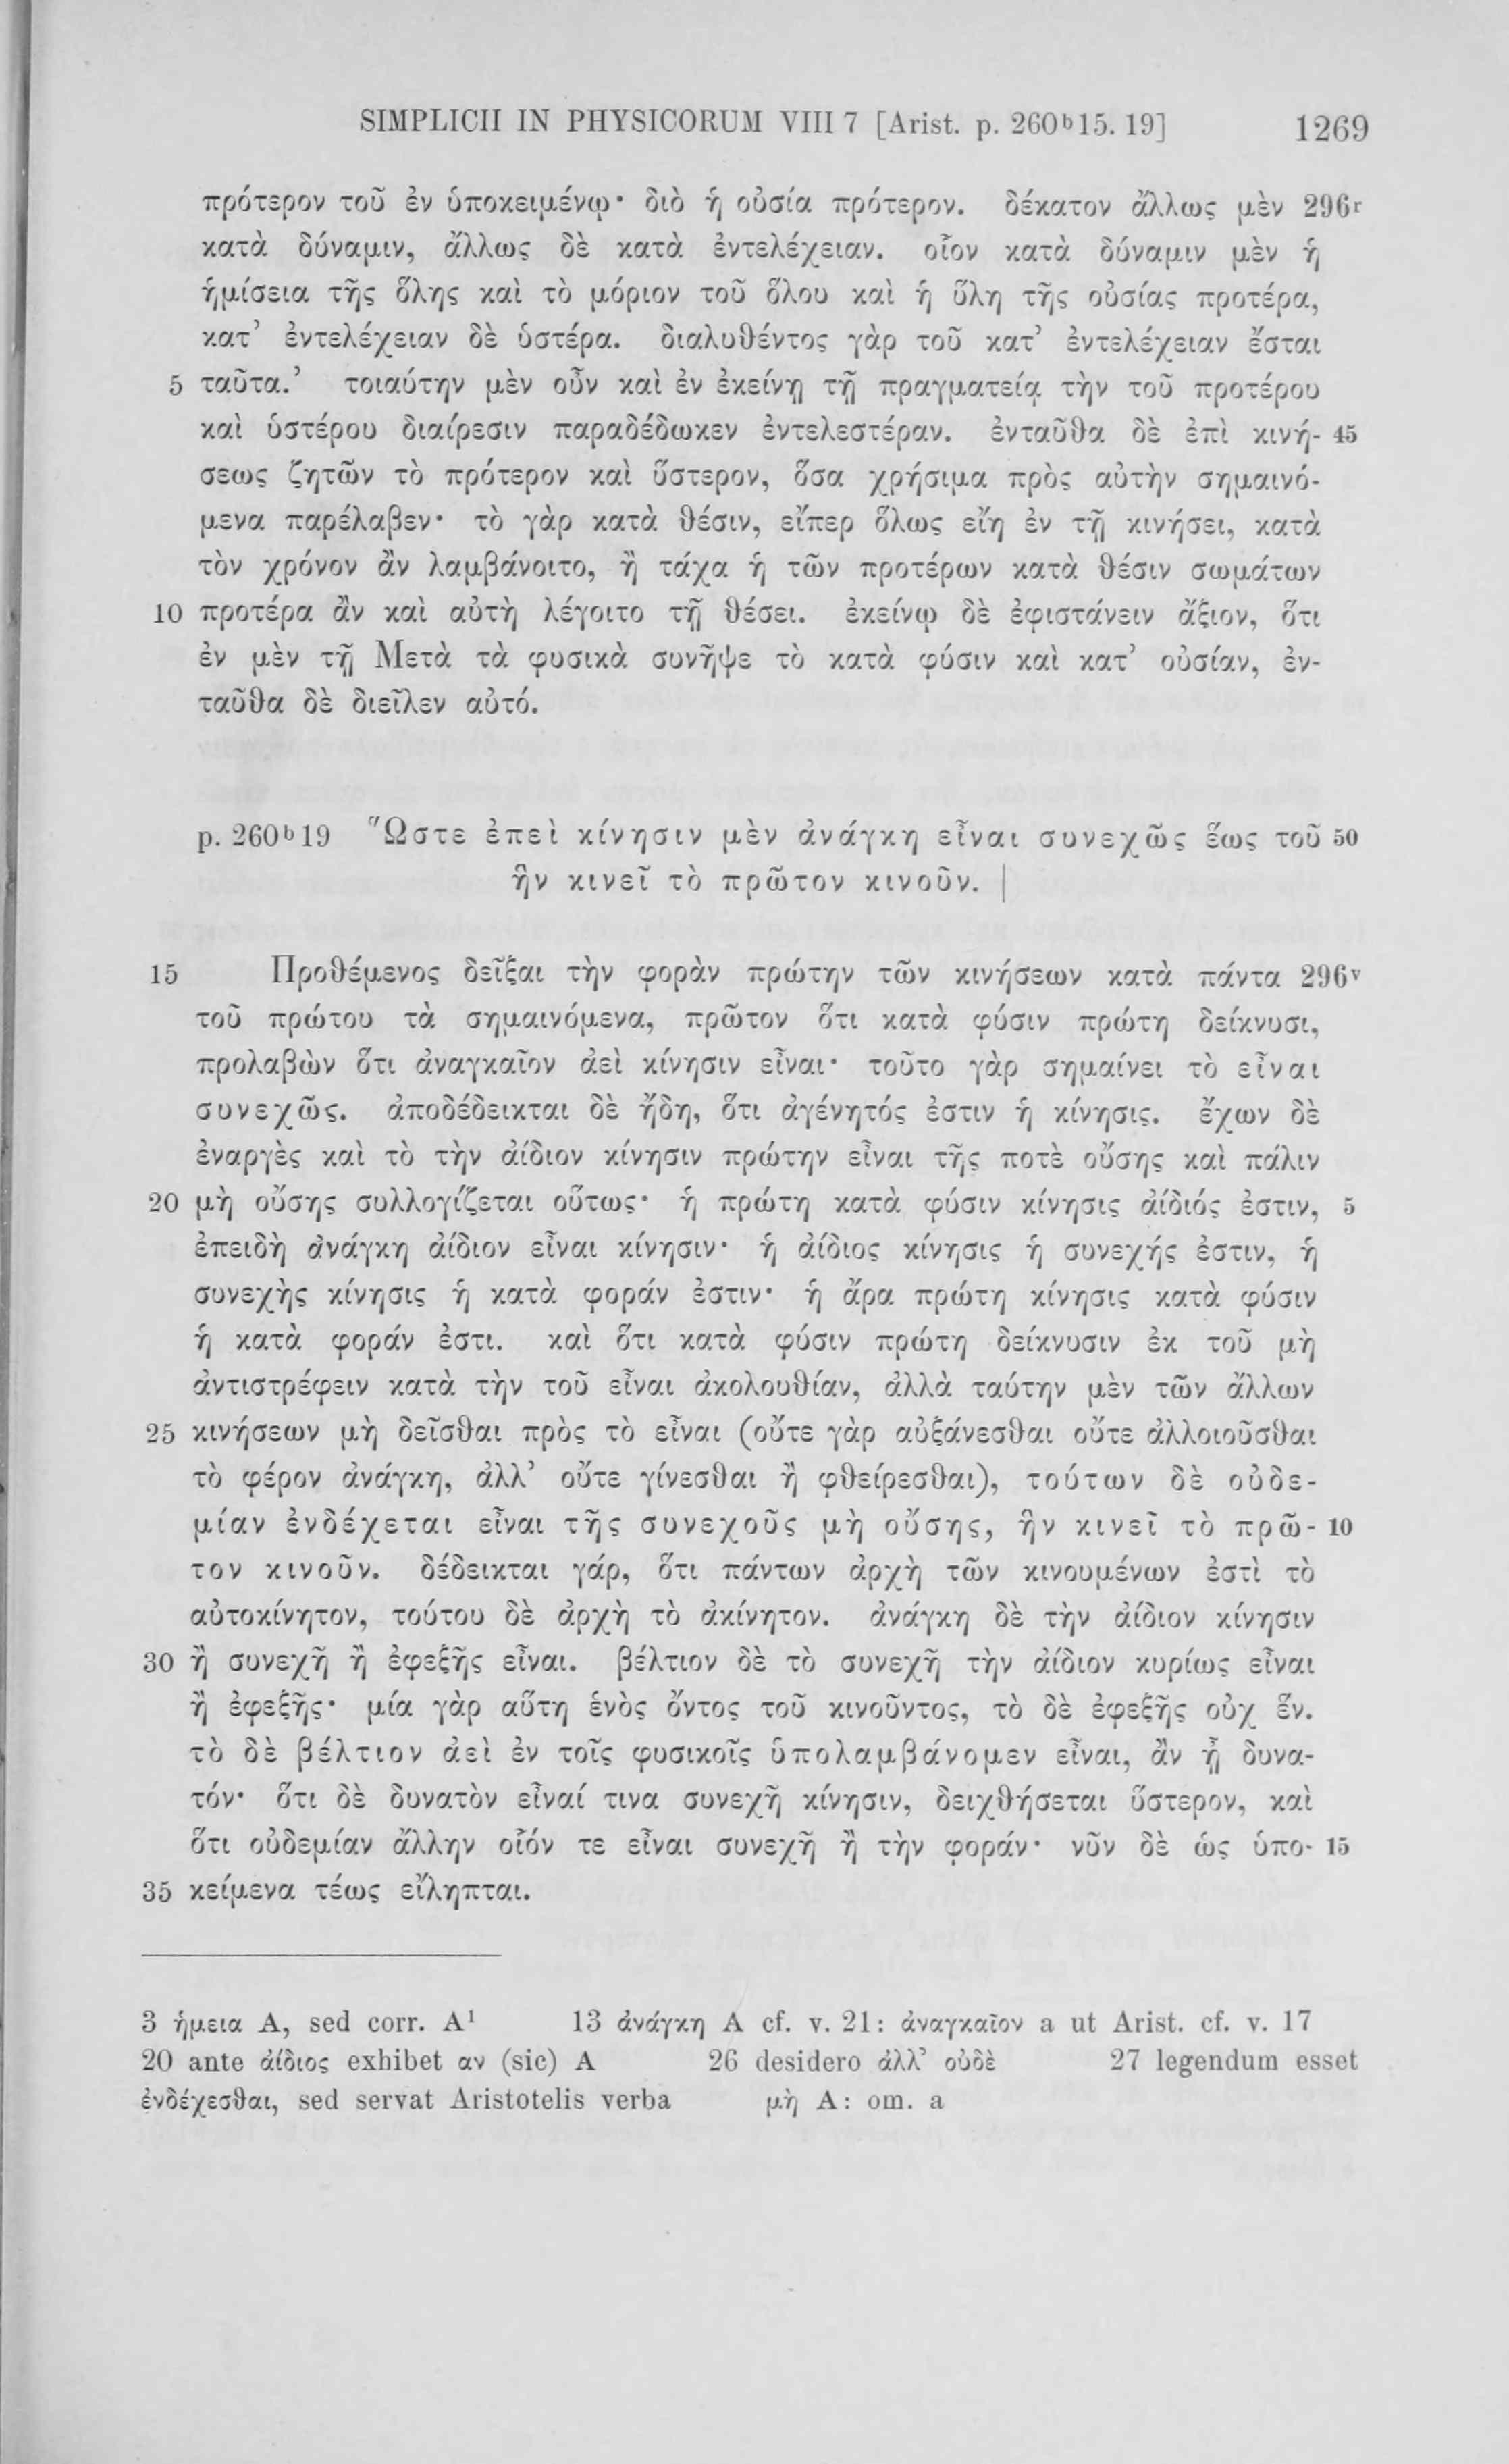 SIMPLICII IN PHYSICORUM VIII 7 [Arist. p. 260ᵇ15. 19] 1269
πρότερον τοῦ ἐν ὑποκειμένῳ· διὸ ἡ οὐσία πρότερον. δέκατον ἄλλως μὲν 296ʳ
κατὰ δύναμιν, ἄλλως δὲ κατὰ ἐντελέχειαν. οἷον κατὰ δύναμιν μὲν ἡ
ἡμίσεια τῆς ὅλης καὶ τὸ μόριον τοῦ ὅλου καὶ ἡ ὕλη τῆς οὐσίας προτέρα,
κατ’ ἐντελέχειαν δὲ ὑστέρα. διαλυθέντος γὰρ τοῦ κατ’ ἐντελέχειαν ἔσται
5 ταῦτα.’ τοιαύτην μὲν οὖν καὶ ἐν ἐκείνῃ τῇ πραγματείᾳ τὴν τοῦ προτέρου
καὶ ὑστέρου διαίρεσιν παραδέδωκεν ἐντελεστέραν. ἐνταῦθα δὲ ἐπὶ κινή- 45
σεως ζητῶν τὸ πρότερον καὶ ὕστερον, ὅσα χρήσιμα πρὸς αὐτὴν σημαινό-
μενα παρέλαβεν· τὸ γὰρ κατὰ θέσιν, εἴπερ ὅλως εἴη ἐν τῇ κινήσει, κατὰ
τὸν χρόνον ἂν λαμβάνοιτο, ἢ τάχα ἡ τῶν προτέρων κατὰ θέσιν σωμάτων
10 προτέρα ἂν καὶ αὐτὴ λέγοιτο τῇ θέσει. ἐκείνῳ δὲ ἐφιστάνειν ἄξιον, ὅτι
ἐν μὲν τῇ Μετὰ τὰ φυσικὰ συνῆψε τὸ κατὰ φύσιν καὶ κατ’ οὐσίαν, ἐν-
ταῦθα δὲ διεῖλεν αὐτό.
p. 260ᵇ19 Ὥστε ἐπεὶ κίνησιν μὲν ἀνάγκη εἶναι συνεχῶς ἕως τοῦ 50
ἣν κινεῖ τὸ πρῶτον κινοῦν. |
15 Προθέμενος δεῖξαι τὴν φορὰν πρώτην τῶν κινήσεων κατὰ πάντα 296ᵛ
τοῦ πρώτου τὰ σημαινόμενα, πρῶτον ὅτι κατὰ φύσιν πρώτη δείκνυσι,
προλαβὼν ὅτι ἀναγκαῖον ἀεὶ κίνησιν εἶναι· τοῦτο γὰρ σημαίνει τὸ εἶναι
συνεχῶς. ἀποδέδεικται δὲ ἤδη, ὅτι ἀγένητός ἐστιν ἡ κίνησις. ἔχων δὲ
ἐναργὲς καὶ τὸ τὴν ἀίδιον κίνησιν πρώτην εἶναι τῆς ποτὲ οὔσης καὶ πάλιν
20 μὴ οὔσης συλλογίζεται οὕτως· ἡ πρώτη κατὰ φύσιν κίνησις ἀίδιός ἐστιν, 5
ἐπειδὴ ἀνάγκη ἀίδιον εἶναι κίνησιν· ἡ ἀίδιος κίνησις ἡ συνεχής ἐστιν, ἡ
συνεχὴς κίνησις ἡ κατὰ φοράν ἐστιν· ἡ ἄρα πρώτη κίνησις κατὰ φύσιν
ἡ κατὰ φοράν ἐστι. καὶ ὅτι κατὰ φύσιν πρώτη δείκνυσιν ἐκ τοῦ μὴ
ἀντιστρέφειν κατὰ τὴν τοῦ εἶναι ἀκολουθίαν, ἀλλὰ ταύτην μὲν τῶν ἄλλων
25 κινήσεων μὴ δεῖσθαι πρὸς τὸ εἶναι (οὔτε γὰρ αὐξάνεσθαι οὔτε ἀλλοιοῦσθαι
τὸ φέρον ἀνάγκη, ἀλλ’ οὔτε γίνεσθαι ἢ φθείρεσθαι), τούτων δὲ οὐδε-
μίαν ἐνδέχεται εἶναι τῆς συνεχοῦς μὴ οὔσης, ἣν κινεῖ τὸ πρῶ- 10
τον κινοῦν. δέδεικται γάρ, ὅτι πάντων ἀρχὴ τῶν κινουμένων ἐστὶ τὸ
αὐτοκίνητον, τούτου δὲ ἀρχὴ τὸ ἀκίνητον. ἀνάγκη δὲ τὴν ἀίδιον κίνησιν
30 ἢ συνεχῆ ἢ ἐφεξῆς εἶναι. βέλτιον δὲ τὸ συνεχῆ τὴν ἀίδιον κυρίως εἶναι
ἢ ἐφεξῆς· μία γὰρ αὕτη ἑνὸς ὄντος τοῦ κινοῦντος, τὸ δὲ ἐφεξῆς οὐχ ἕν.
τὸ δὲ βέλτιον ἀεὶ ἐν τοῖς φυσικοῖς ὑπολαμβάνομεν εἶναι, ἂν ᾖ δυνα-
τόν· ὅτι δὲ δυνατὸν εἶναί τινα συνεχῆ κίνησιν, δειχθήσεται ὕστερον, καὶ
ὅτι οὐδεμίαν ἄλλην οἷόν τε εἶναι συνεχῆ ἢ τὴν φοράν· νῦν δὲ ὡς ὑπο- 15
35 κείμενα τέως εἴληπται.
3 ἡμεια A, sed corr. A¹ 13 ἀνάγκη A cf. v. 21: ἀναγκαῖον a ut Arist. cf. v. 17
20 ante ἀίδιος exhibet αν (sic) A 26 desidero ἀλλ’ οὐδὲ 27 legendum esset
ἐνδέχεσθαι, sed servat Aristotelis verba μὴ A: om. a